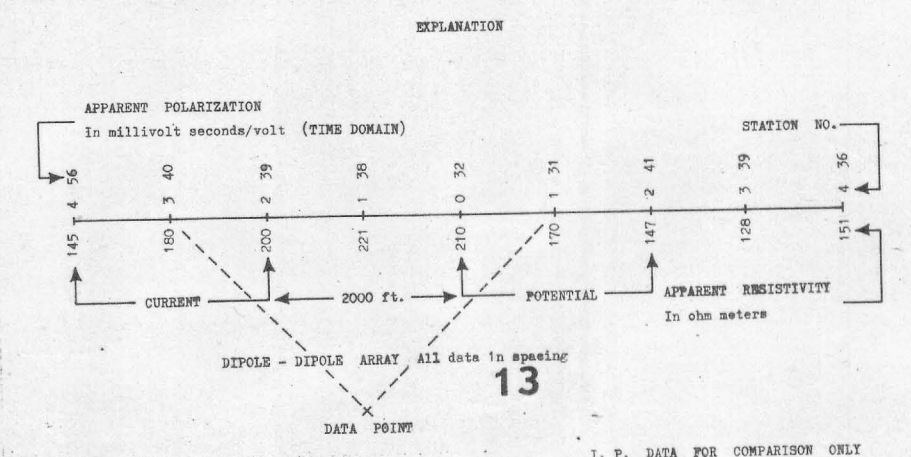 EXPLANATION
APPARENT POLARIZATION
In millivolt seconds/volt (TIME DOMAIN)
STATION NO.
56 40 39 38 32 31 41 39 36
4 3 2 1 0 1 2 3 4
145 180 200 221 210 170 147 128 151
CURRENT 2000 ft. POTENTIAL
APPARENT RESISTIVITY
In ohm meters
DIPOLE - DIPOLE ARRAY All data in spacing
13
X
DATA POINT
I. P. DATA FOR COMPARISON ONLY